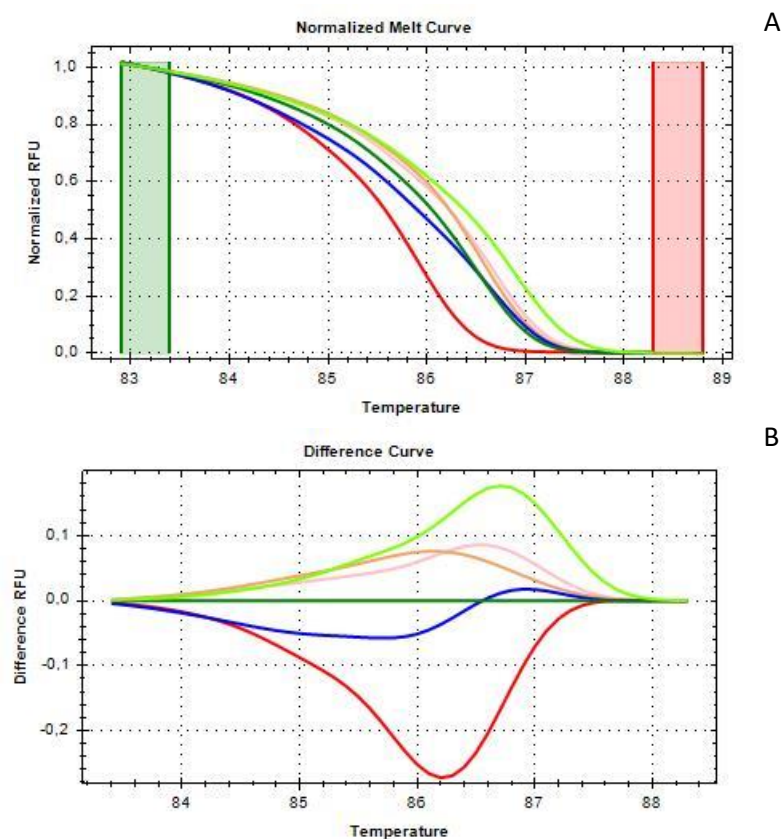 Normalized Melt Curve
A
1,0
0,8
0,6
0,4
0,2
0,0
Normalized RFU
83 84 85 86 87 88 89
Temperature
B
Difference Curve
0,1
0,0
-0,1
-0,2
Difference RFU
84 85 86 87 88
Temperature